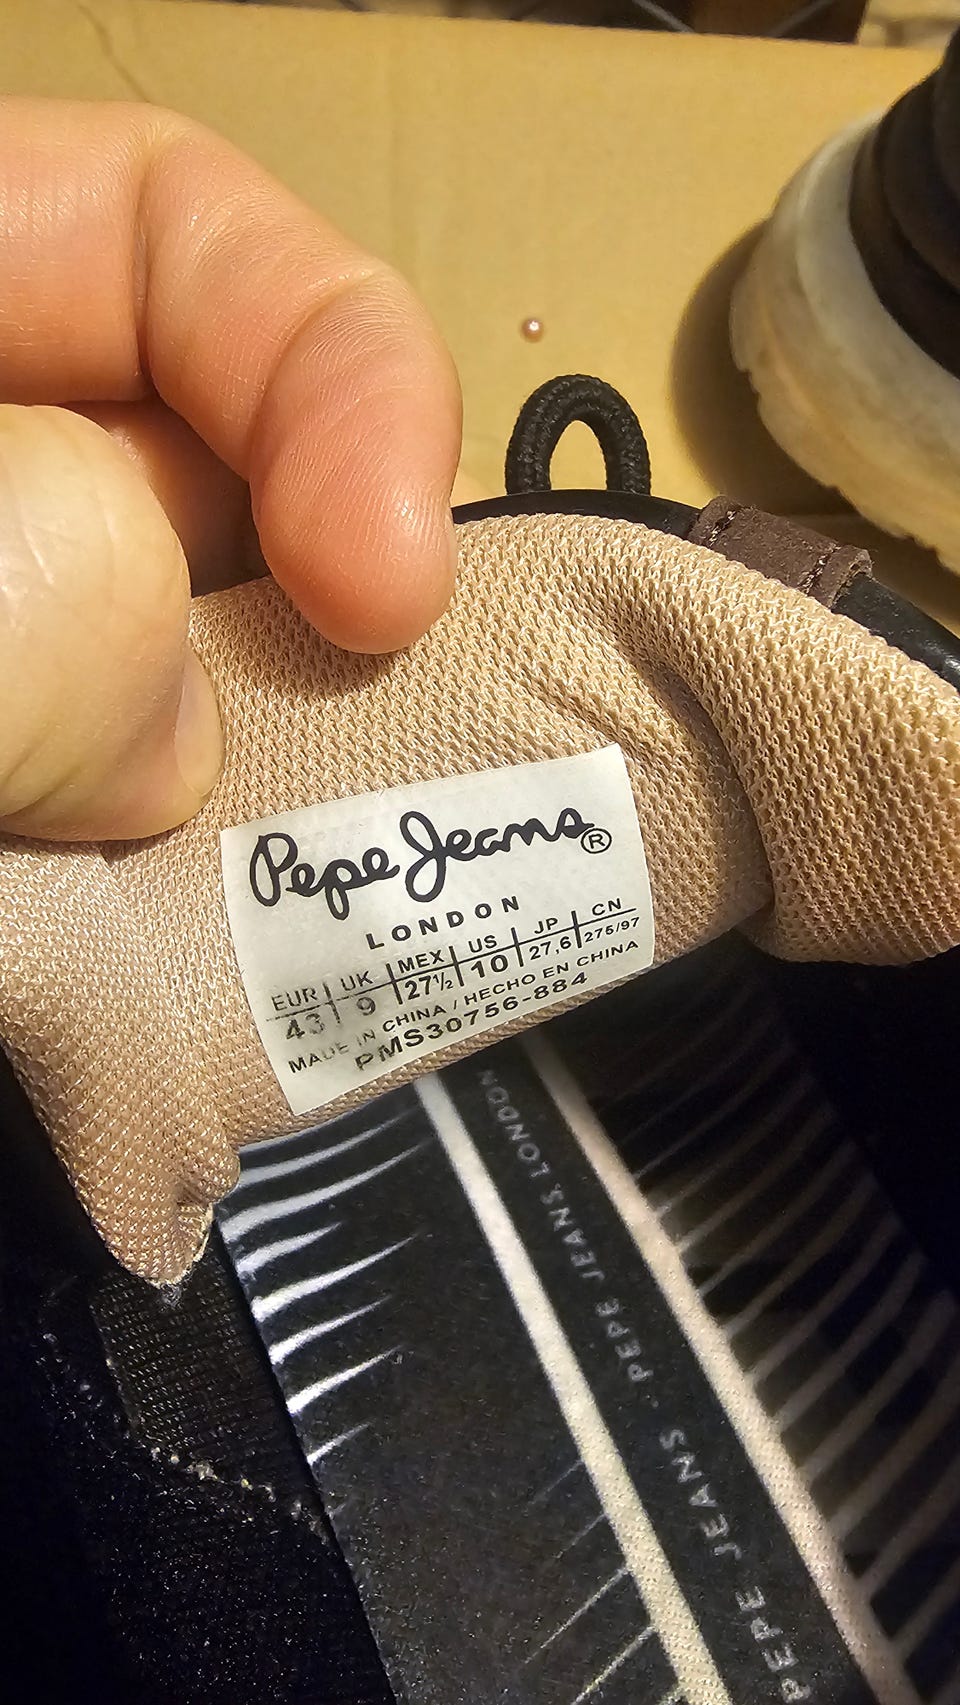 Pepe Jeans®
LONDON
EUR UK MEX US JP CN
43 9 27½ 10 27,6 275/97
MADE IN CHINA / HECHO EN CHINA
PMS30756-884
PEPE JEANS · PEPE JEANS LONDON